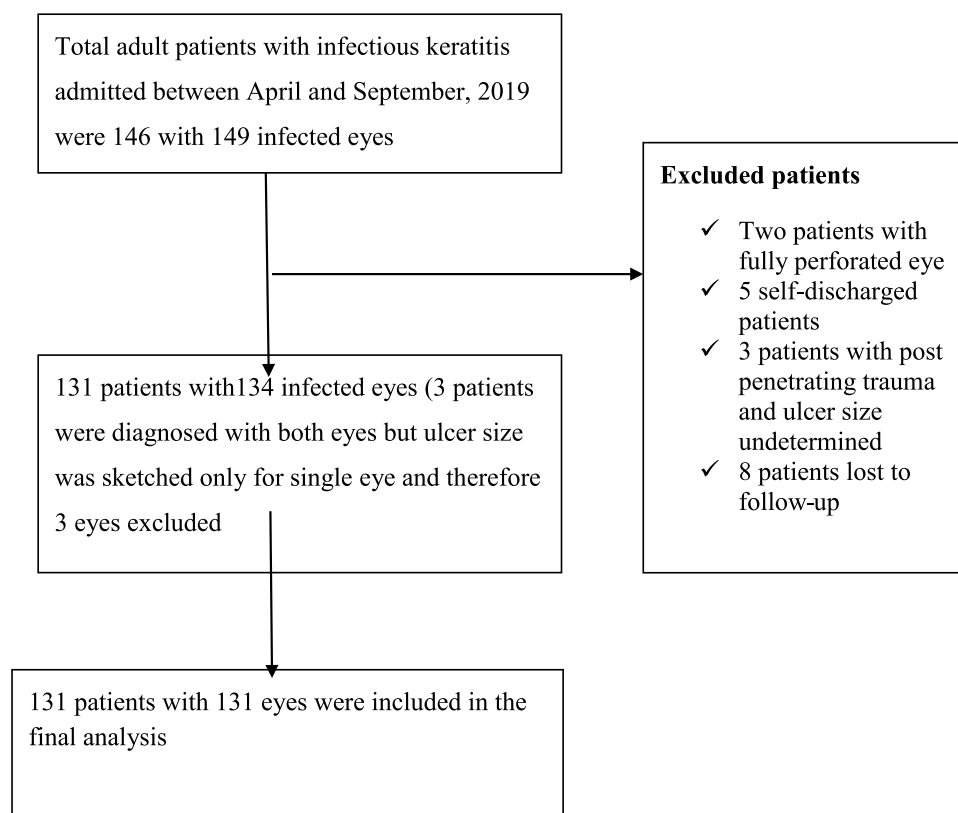 Total adult patients with infectious keratitis
admitted between April and September, 2019
were 146 with 149 infected eyes
Excluded patients
✓ Two patients with
fully perforated eye
✓ 5 self-discharged
patients
✓ 3 patients with post
penetrating trauma
and ulcer size
undetermined
✓ 8 patients lost to
follow-up
131 patients with134 infected eyes (3 patients
were diagnosed with both eyes but ulcer size
was sketched only for single eye and therefore
3 eyes excluded
131 patients with 131 eyes were included in the
final analysis